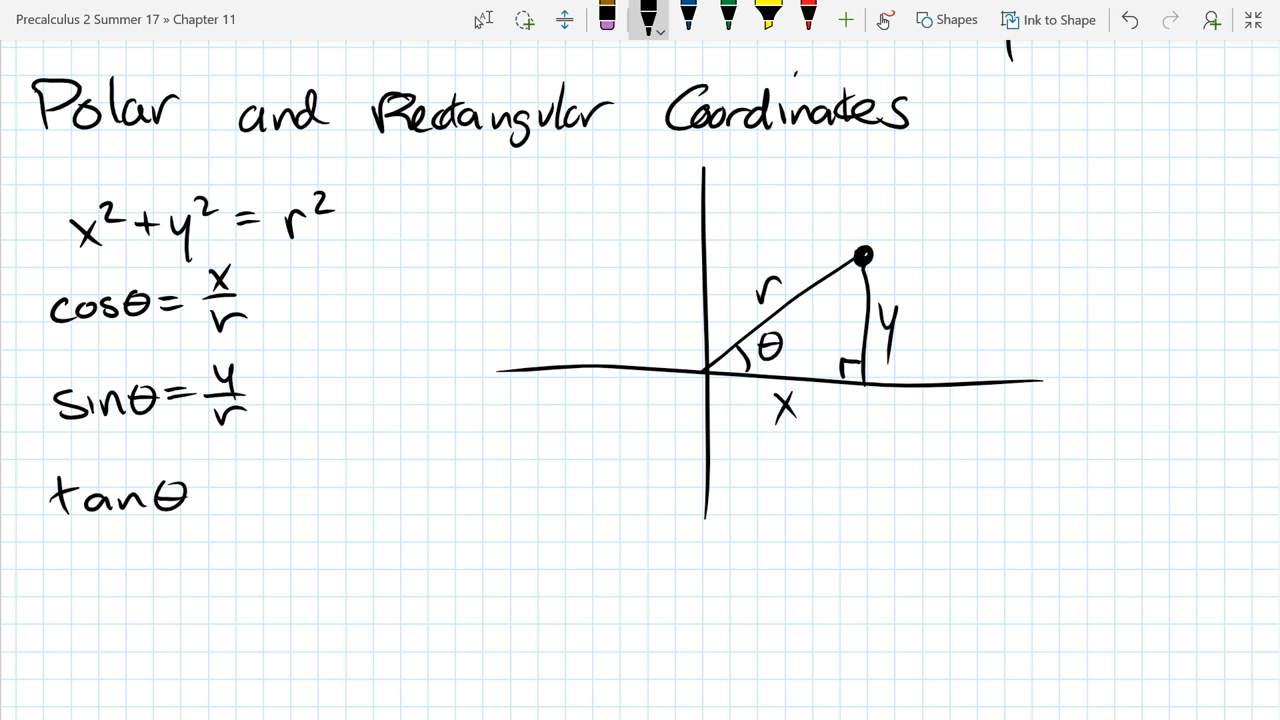 Precalculus 2 Summer 17 » Chapter 11
Shapes
Ink to Shape
Polar and Rectangular Coordinates
x² + y² = r²
cosθ = x/r
sinθ = y/r
tanθ
r
θ
y
x